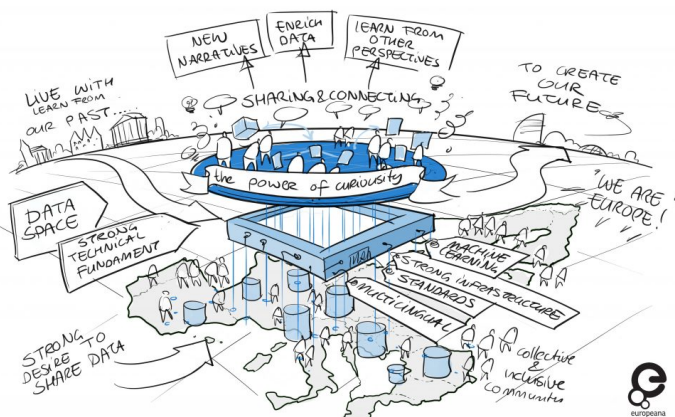 NEW
NARRATIVES
ENRICH
DATA
LEARN FROM
OTHER
PERSPECTIVES
SHARING & CONNECTING
LIVE WITH
LEARN FROM
OUR PAST...
TO CREATE
OUR
FUTURE
the power of curiousity
"WE ARE
EUROPE!
DATA
SPACE
STRONG
TECHNICAL
FUNDAMENT
MACHINE
LEARNING
STRONG INFRASTRUCTURE
STANDARDS
MULTILINGUAL
STRONG
DESIRE TO
SHARE DATA
collective
&
inclusive
communities
europeana